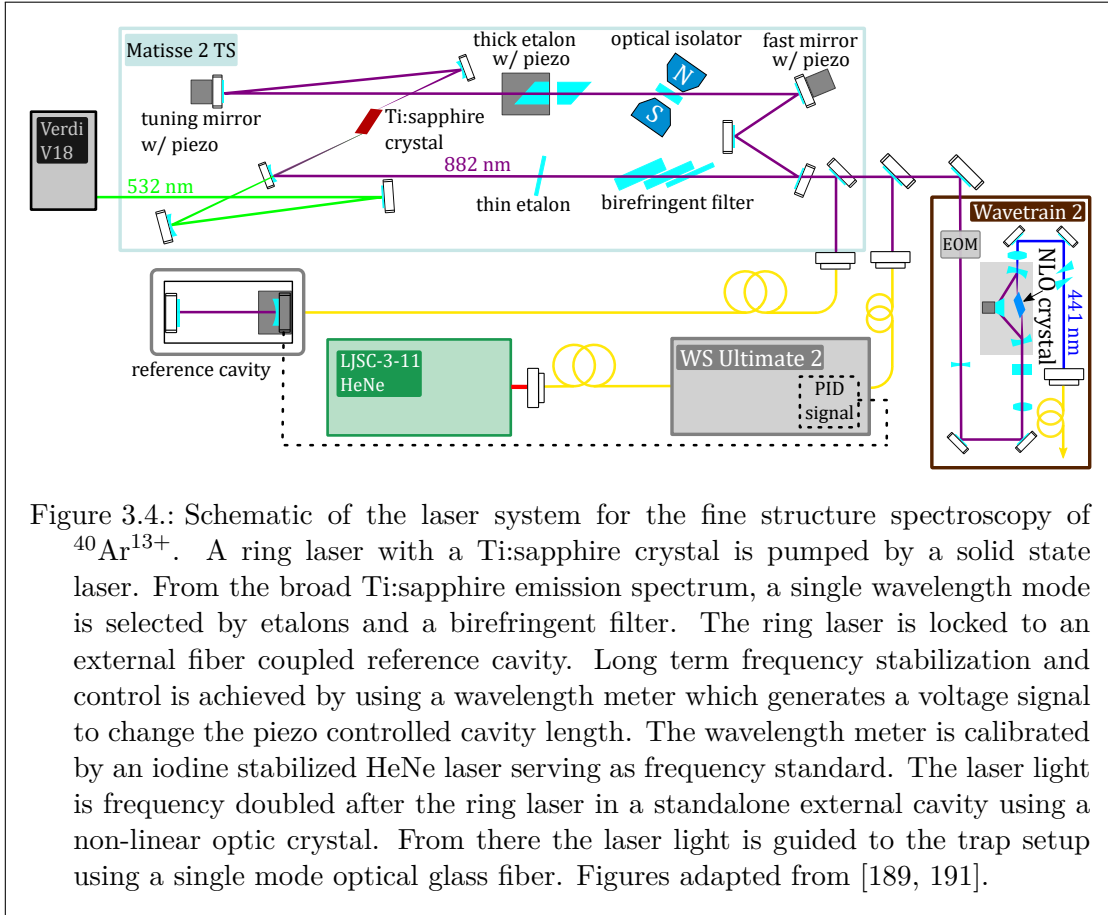 Matisse 2 TS
thick etalon
w/ piezo
optical isolator
fast mirror
w/ piezo
N
S
tuning mirror
w/ piezo
Ti:sapphire
crystal
Verdi
V18
532 nm
882 nm
thin etalon
birefringent filter
Wavetrain 2
EOM
NLO crystal
441 nm
reference cavity
LJSC-3-11
HeNe
WS Ultimate 2
PID
signal
Figure 3.4.: Schematic of the laser system for the fine structure spectroscopy of
⁴⁰Ar¹³⁺. A ring laser with a Ti:sapphire crystal is pumped by a solid state
laser. From the broad Ti:sapphire emission spectrum, a single wavelength mode
is selected by etalons and a birefringent filter. The ring laser is locked to an
external fiber coupled reference cavity. Long term frequency stabilization and
control is achieved by using a wavelength meter which generates a voltage signal
to change the piezo controlled cavity length. The wavelength meter is calibrated
by an iodine stabilized HeNe laser serving as frequency standard. The laser light
is frequency doubled after the ring laser in a standalone external cavity using a
non-linear optic crystal. From there the laser light is guided to the trap setup
using a single mode optical glass fiber. Figures adapted from [189, 191].